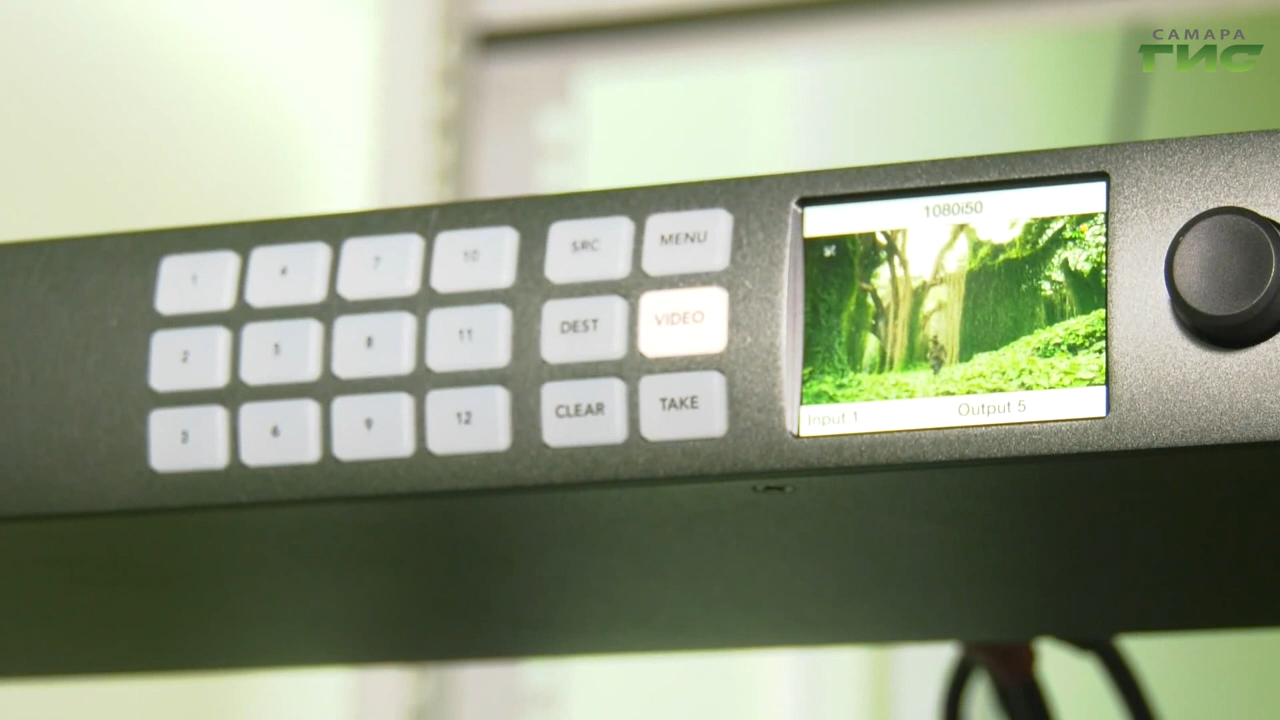 САМАРА
ГИС
1 4 7 10 SRC MENU
2 5 8 11 DEST VIDEO
3 6 9 12 CLEAR TAKE
1080i50
Input 1 Output 5